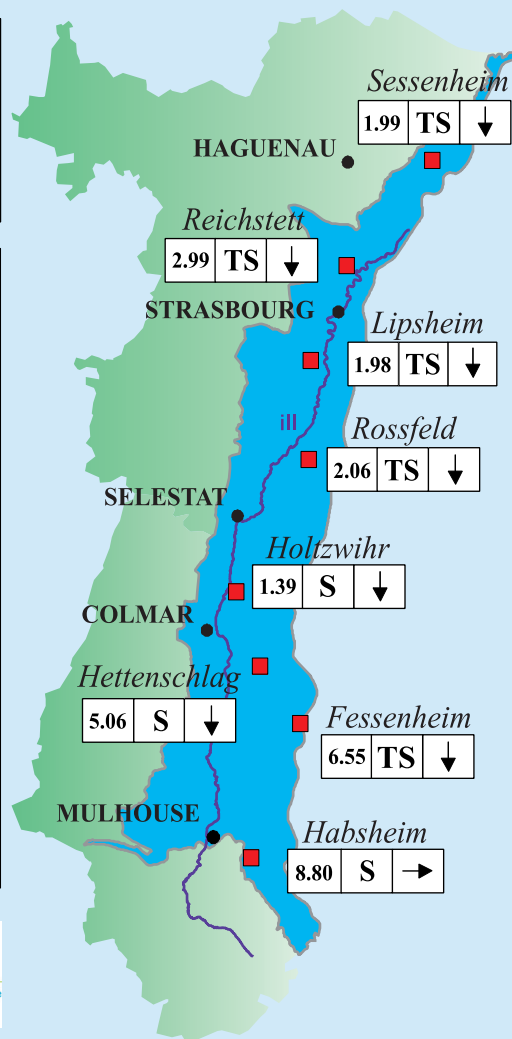 Sessenheim
1.99 TS ↓
HAGUENAU
Reichstett
2.99 TS ↓
STRASBOURG
Lipsheim
1.98 TS ↓
ill
Rossfeld
2.06 TS ↓
SELESTAT
Holtzwihr
1.39 S ↓
COLMAR
Hettenschlag
5.06 S ↓
Fessenheim
6.55 TS ↓
MULHOUSE
Habsheim
8.80 S →